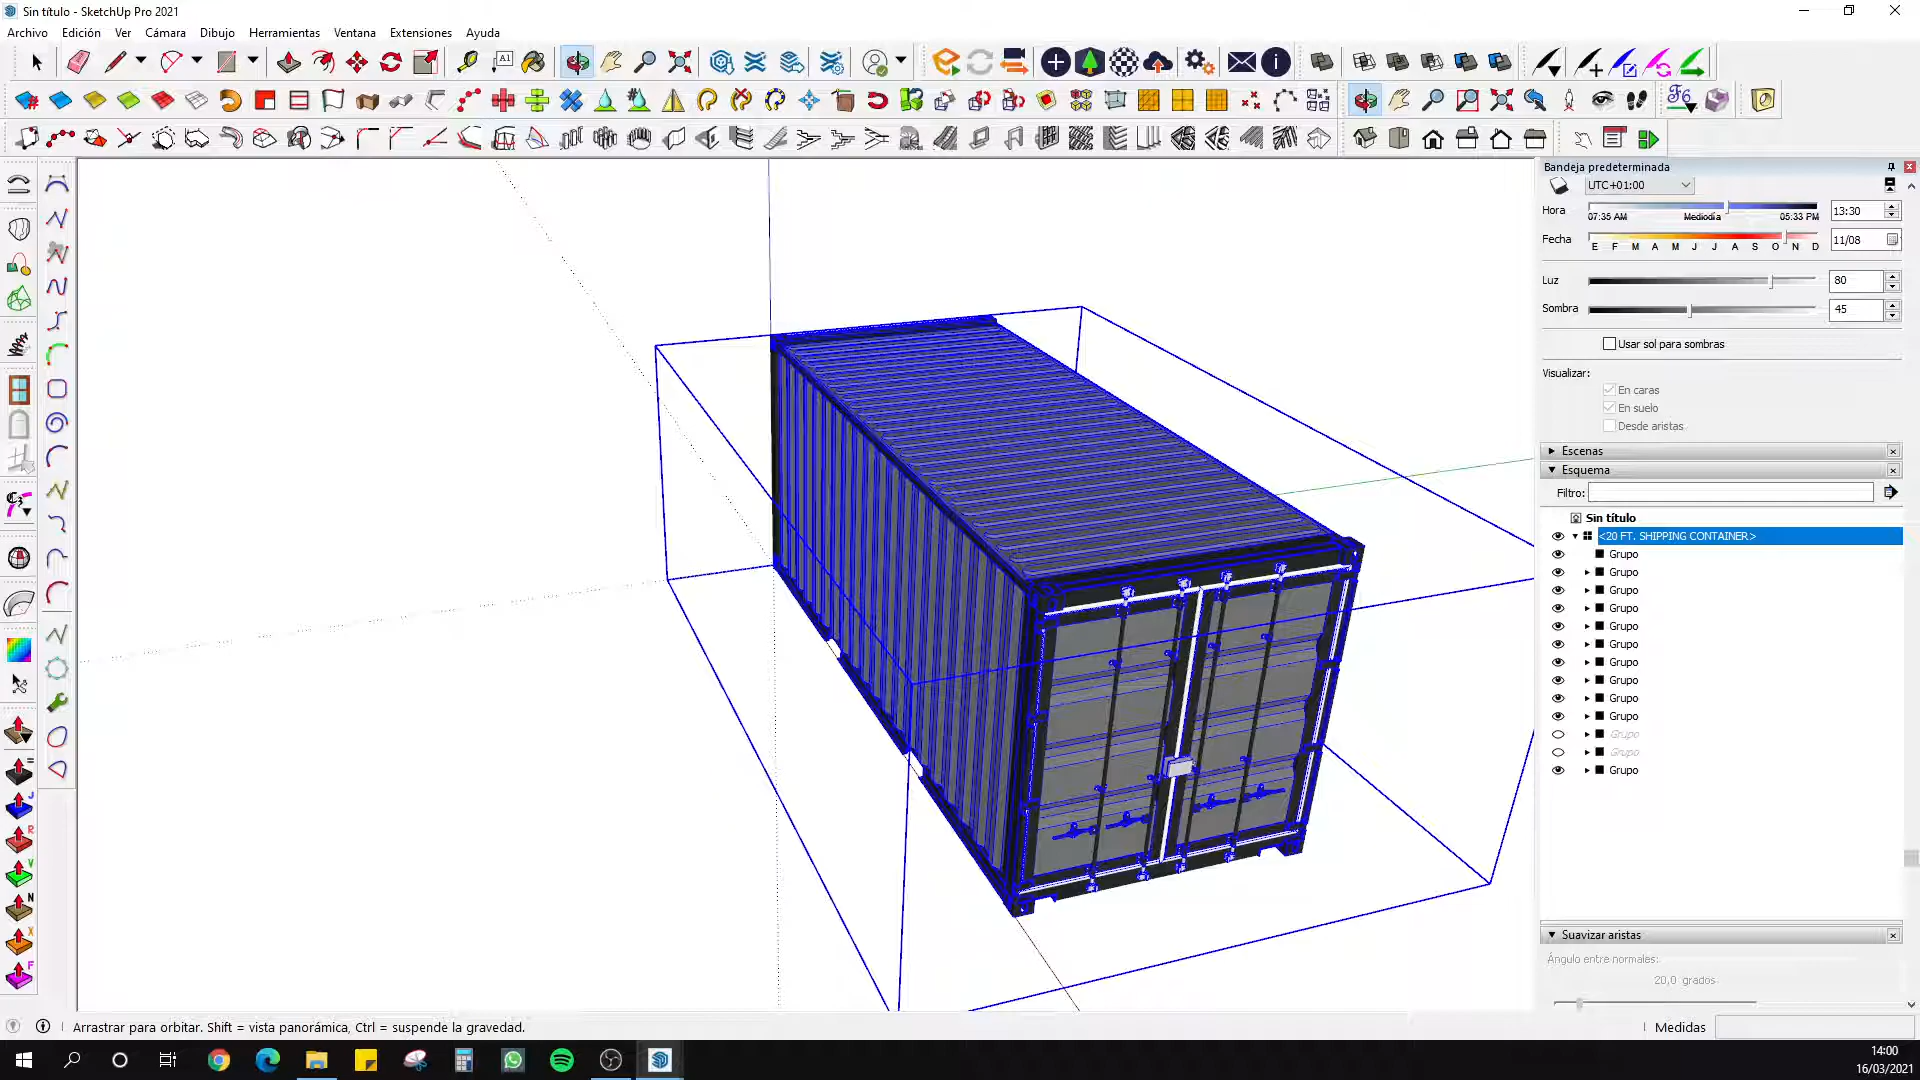 Sin título - SketchUp Pro 2021
Archivo Edición Ver Cámara Dibujo Herramientas Ventana Extensiones Ayuda
A1
F6
Bandeja predeterminada
UTC+01:00
Hora
07:35 AM Mediodía 05:33 PM
13:30
Fecha
E F M A M J J A S O N D
11/08
Luz
80
Sombra
45
Usar sol para sombras
Visualizar:
En caras
En suelo
Desde aristas
Escenas
Esquema
Filtro:
Sin título
<20 FT. SHIPPING CONTAINER>
Grupo
Grupo
Grupo
Grupo
Grupo
Grupo
Grupo
Grupo
Grupo
Grupo
Grupo
Grupo
Grupo
Suavizar aristas
Ángulo entre normales:
20,0 grados
J
R
V
N
X
F
Arrastrar para orbitar. Shift = vista panorámica, Ctrl = suspende la gravedad.
Medidas
14:00
16/03/2021